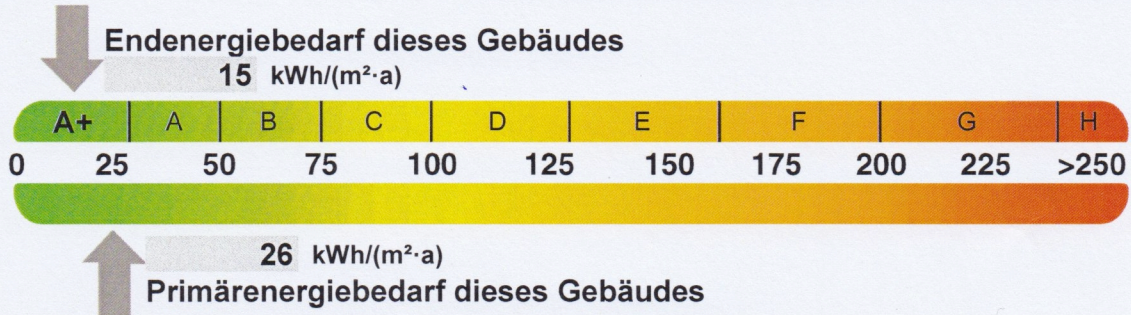 Endenergiebedarf dieses Gebäudes
15 kWh/(m²·a)
A+ A B C D E F G H
0 25 50 75 100 125 150 175 200 225 >250
26 kWh/(m²·a)
Primärenergiebedarf dieses Gebäudes